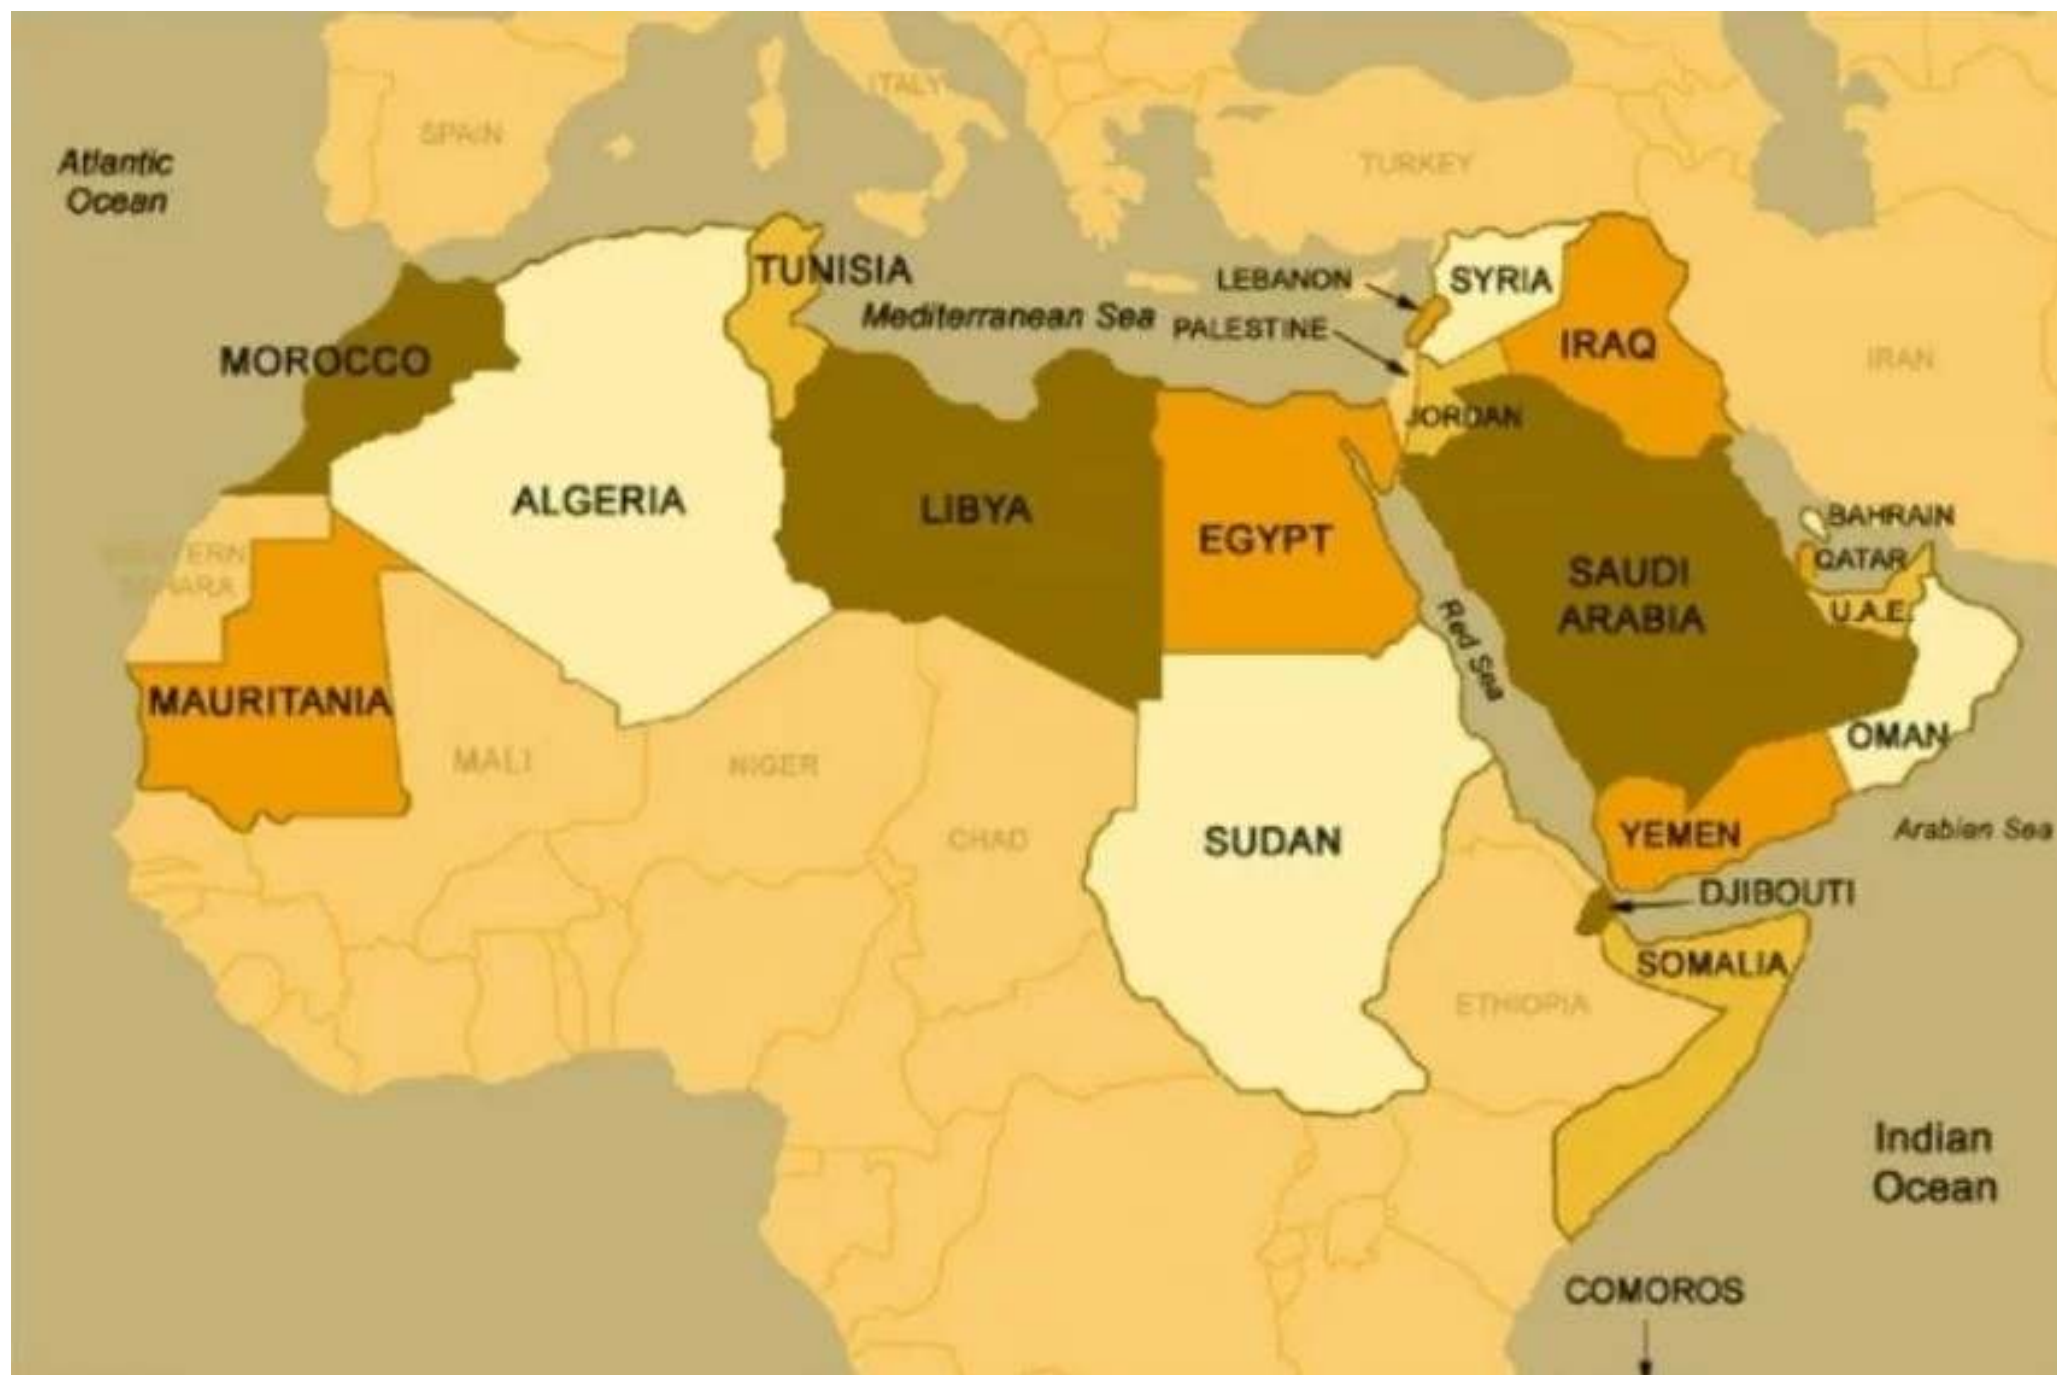 ITALY
SPAIN
Atlantic
Ocean
TURKEY
TUNISIA
LEBANON
SYRIA
Mediterranean Sea
PALESTINE
MOROCCO
IRAQ
IRAN
JORDAN
ALGERIA
LIBYA
EGYPT
BAHRAIN
QATAR
SAUDI
ARABIA
U.A.E.
WESTERN
SAHARA
Red Sea
MAURITANIA
OMAN
MALI
NIGER
CHAD
SUDAN
YEMEN
Arabian Sea
DJIBOUTI
SOMALIA
ETHIOPIA
Indian
Ocean
COMOROS